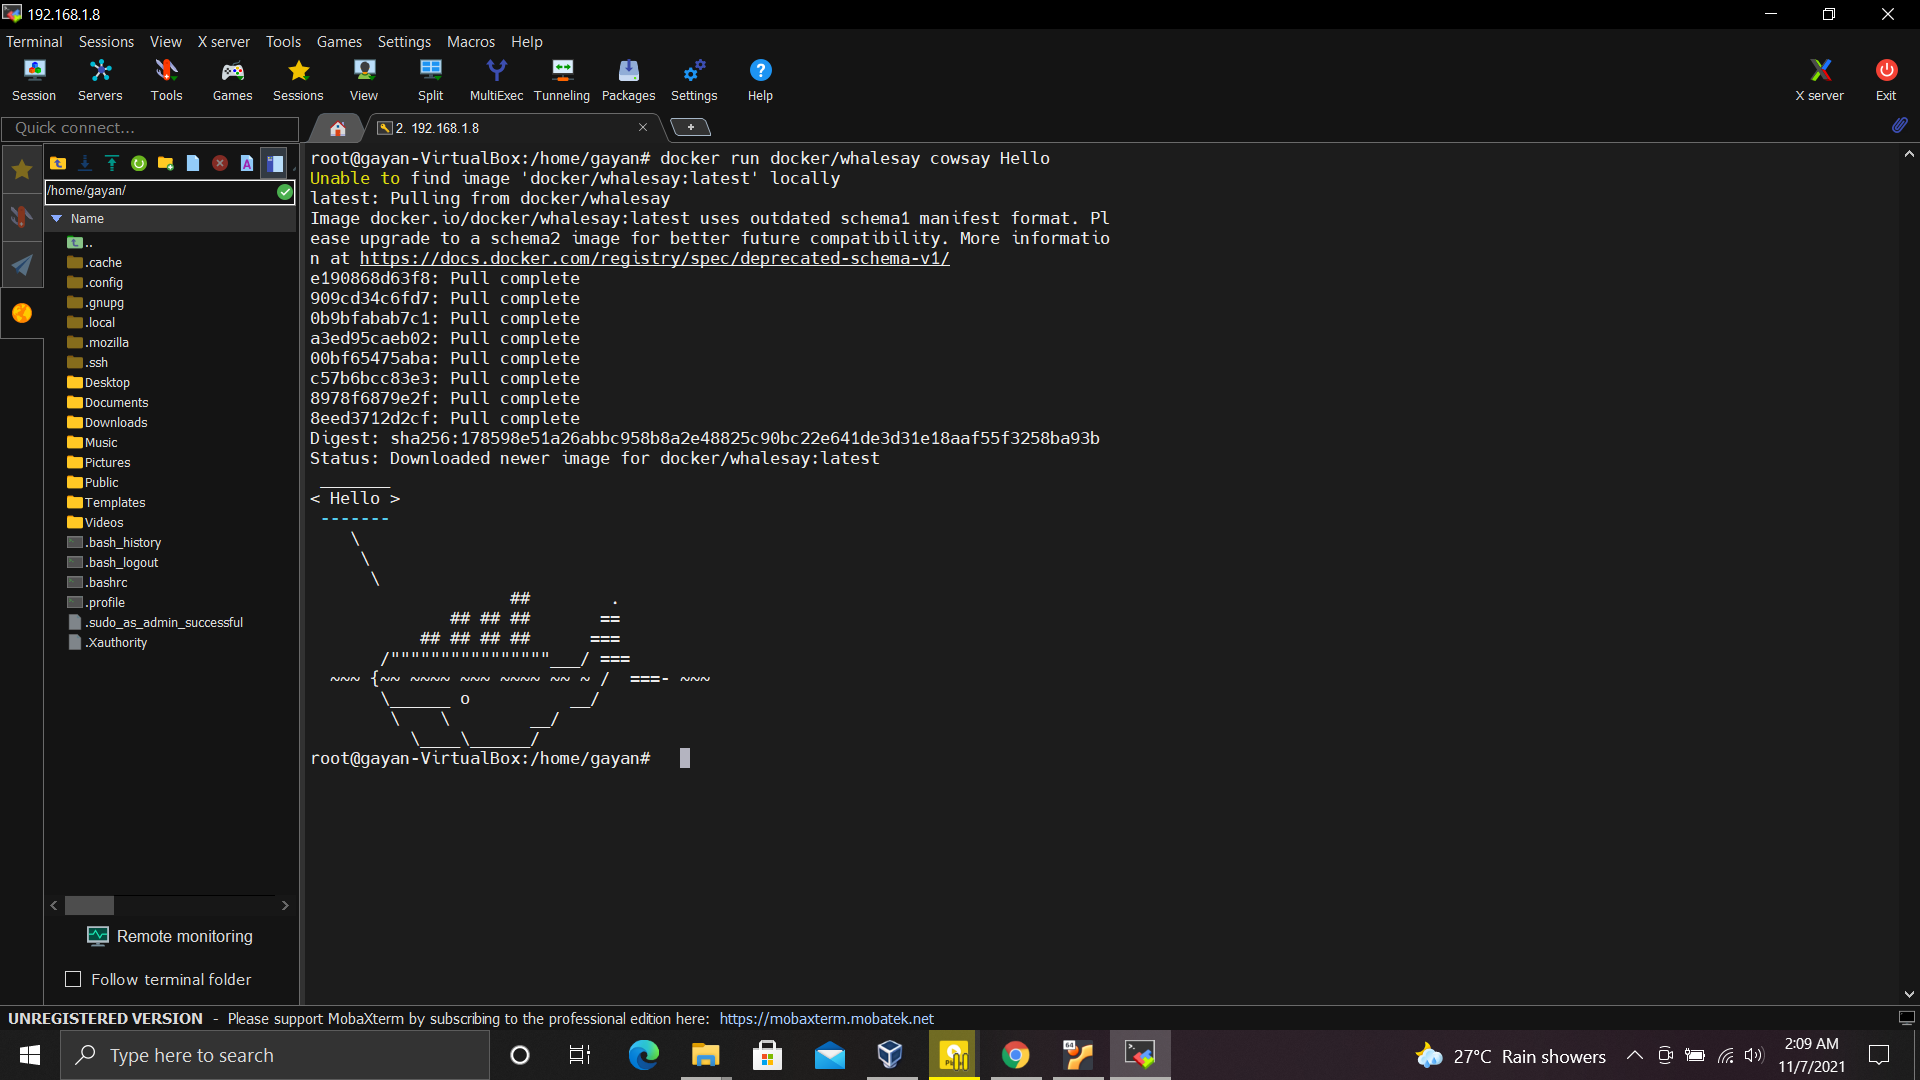 192.168.1.8
Terminal Sessions View X server Tools Games Settings Macros Help
Session Servers Tools Games Sessions View Split MultiExec Tunneling Packages Settings Help X server Exit
Quick connect... 2. 192.168.1.8
/home/gayan/
Name
..
.cache
.config
.gnupg
.local
.mozilla
.ssh
Desktop
Documents
Downloads
Music
Pictures
Public
Templates
Videos
.bash_history
.bash_logout
.bashrc
.profile
.sudo_as_admin_successful
.Xauthority
Remote monitoring
Follow terminal folder
root@gayan-VirtualBox:/home/gayan# docker run docker/whalesay cowsay Hello
Unable to find image 'docker/whalesay:latest' locally
latest: Pulling from docker/whalesay
Image docker.io/docker/whalesay:latest uses outdated schema1 manifest format. Pl
ease upgrade to a schema2 image for better future compatibility. More informatio
n at https://docs.docker.com/registry/spec/deprecated-schema-v1/
e190868d63f8: Pull complete
909cd34c6fd7: Pull complete
0b9bfabab7c1: Pull complete
a3ed95caeb02: Pull complete
00bf65475aba: Pull complete
c57b6bcc83e3: Pull complete
8978f6879e2f: Pull complete
8eed3712d2cf: Pull complete
Digest: sha256:178598e51a26abbc958b8a2e48825c90bc22e641de3d31e18aaf55f3258ba93b
Status: Downloaded newer image for docker/whalesay:latest
 _______
< Hello >
 -------
    \
     \
      \
                    ##        .
              ## ## ##       ==
           ## ## ## ##      ===
       /""""""""""""""""___/ ===
  ~~~ {~~ ~~~~ ~~~ ~~~~ ~~ ~ /  ===- ~~~
       \______ o          __/
        \    \        __/
          \____\______/
root@gayan-VirtualBox:/home/gayan#
UNREGISTERED VERSION - Please support MobaXterm by subscribing to the professional edition here: https://mobaxterm.mobatek.net
Type here to search
27°C Rain showers
2:09 AM
11/7/2021